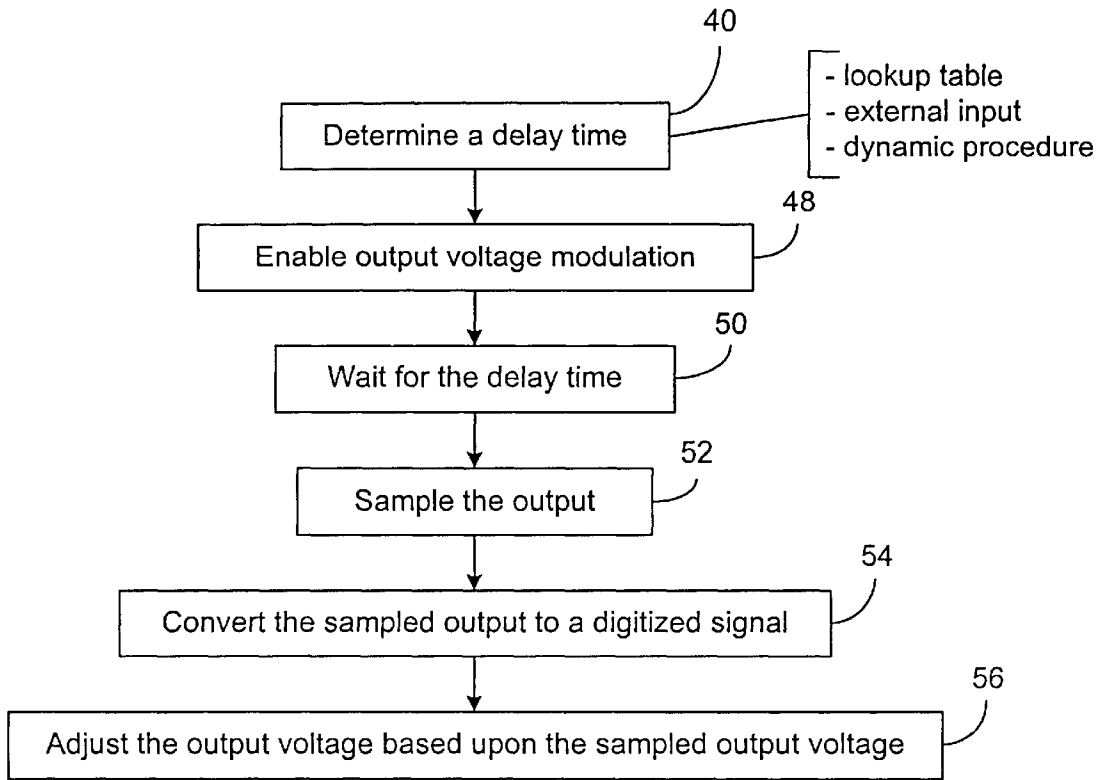 40
- lookup table
- external input
- dynamic procedure
Determine a delay time
48
Enable output voltage modulation
50
Wait for the delay time
52
Sample the output
54
Convert the sampled output to a digitized signal
56
Adjust the output voltage based upon the sampled output voltage